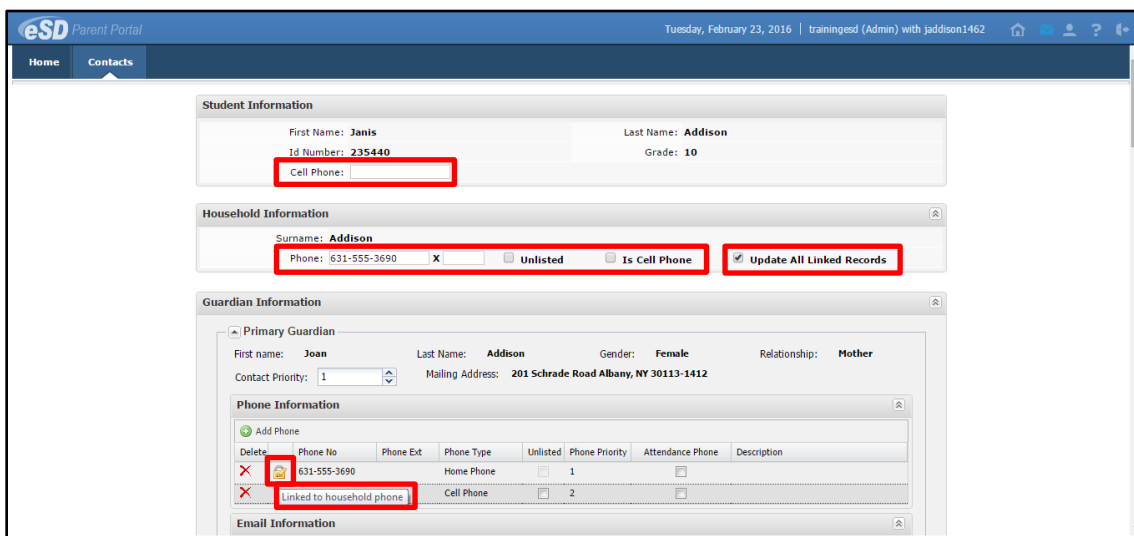 eSD Parent Portal
Tuesday, February 23, 2016 | trainingesd (Admin) with jaddison1462 ?
Home Contacts
Student Information
First Name: Janis Last Name: Addison
Id Number: 235440 Grade: 10
Cell Phone:
Household Information
Surname: Addison
Phone: 631-555-3690 X Unlisted Is Cell Phone Update All Linked Records
Guardian Information
Primary Guardian
First name: Joan Last Name: Addison Gender: Female Relationship: Mother
Contact Priority: 1 Mailing Address: 201 Schrade Road Albany, NY 30113-1412
Phone Information
Add Phone
Delete Phone No Phone Ext Phone Type Unlisted Phone Priority Attendance Phone Description
631-555-3690 Home Phone 1
Linked to household phone Cell Phone 2
Email Information